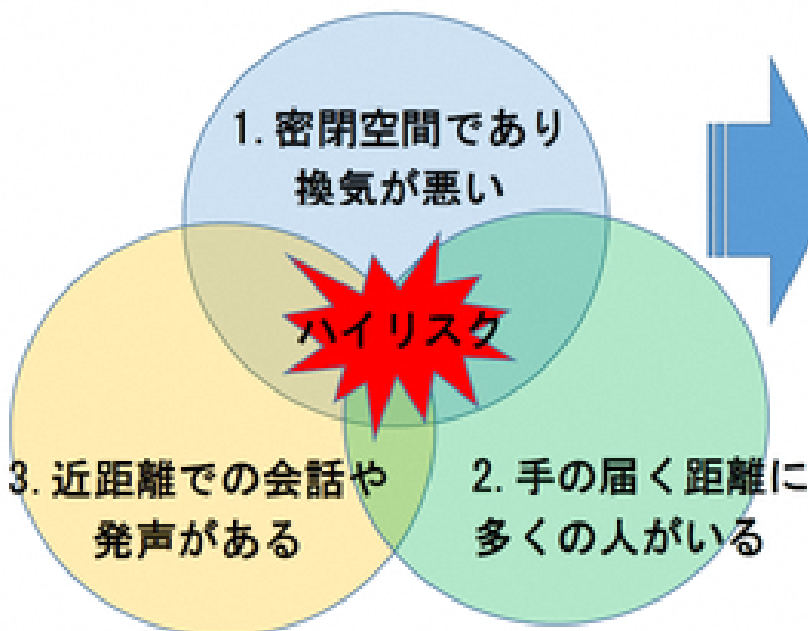 1. 密閉空間であり
換気が悪い
ハイリスク
3. 近距離での会話や
発声がある
2. 手の届く距離に
多くの人がいる